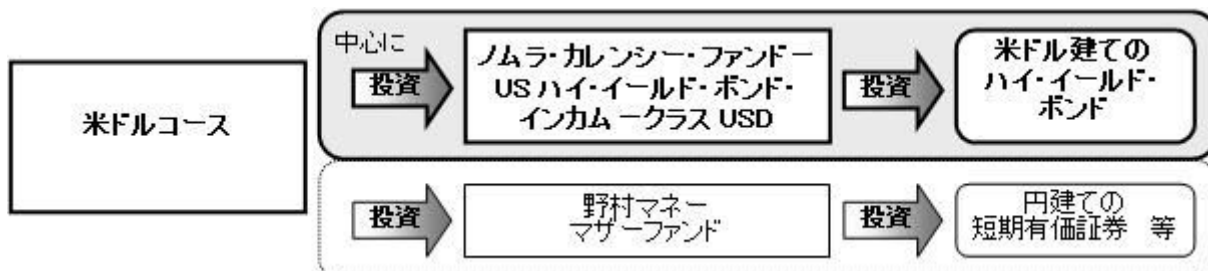 米ドルコース
中心に
投資
ノムラ・カレンシー・ファンドー
US ハイ・イールド・ボンド・
インカム ークラス USD
投資
米ドル建ての
ハイ・イールド・
ボンド
投資
野村マネー
マザーファンド
投資
円建ての
短期有価証券　等